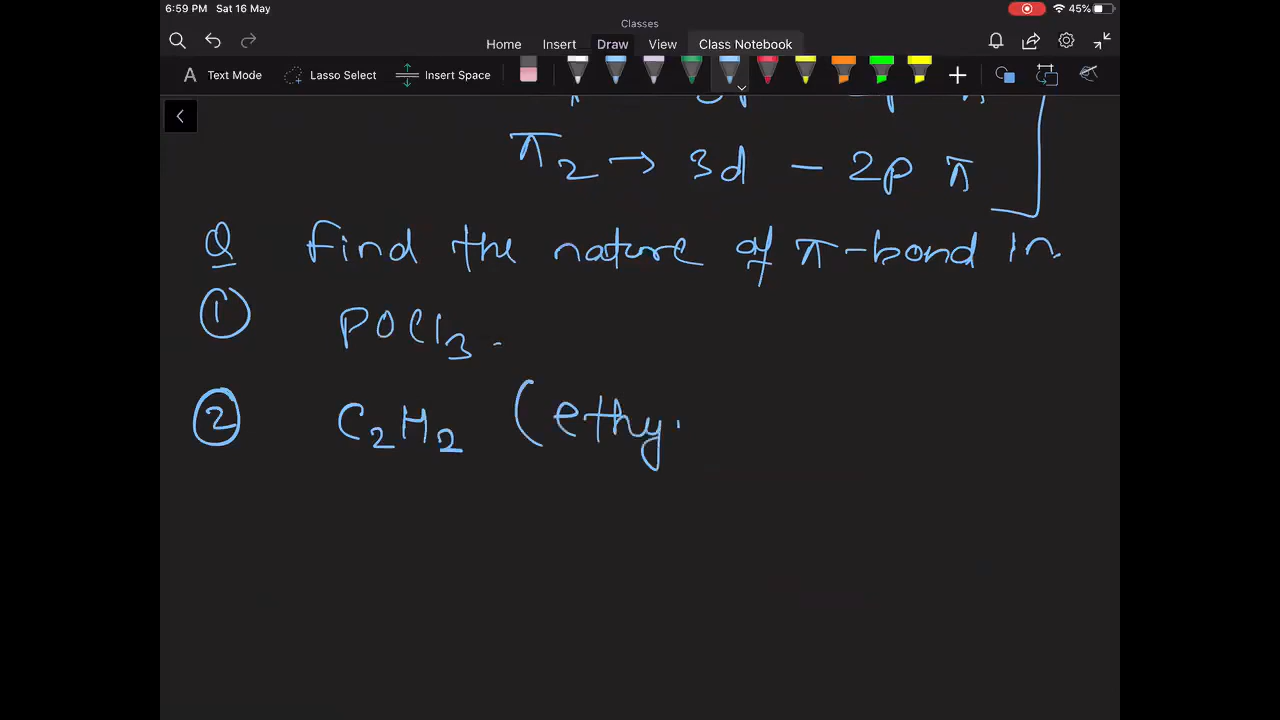 6:59 PM Sat 16 May
45%
Classes
Home Insert Draw View Class Notebook
Text Mode Lasso Select Insert Space
π2 → 3d - 2p π
Q Find the nature of π-bond in.
① POCl3.
② C2H2 (ethy.